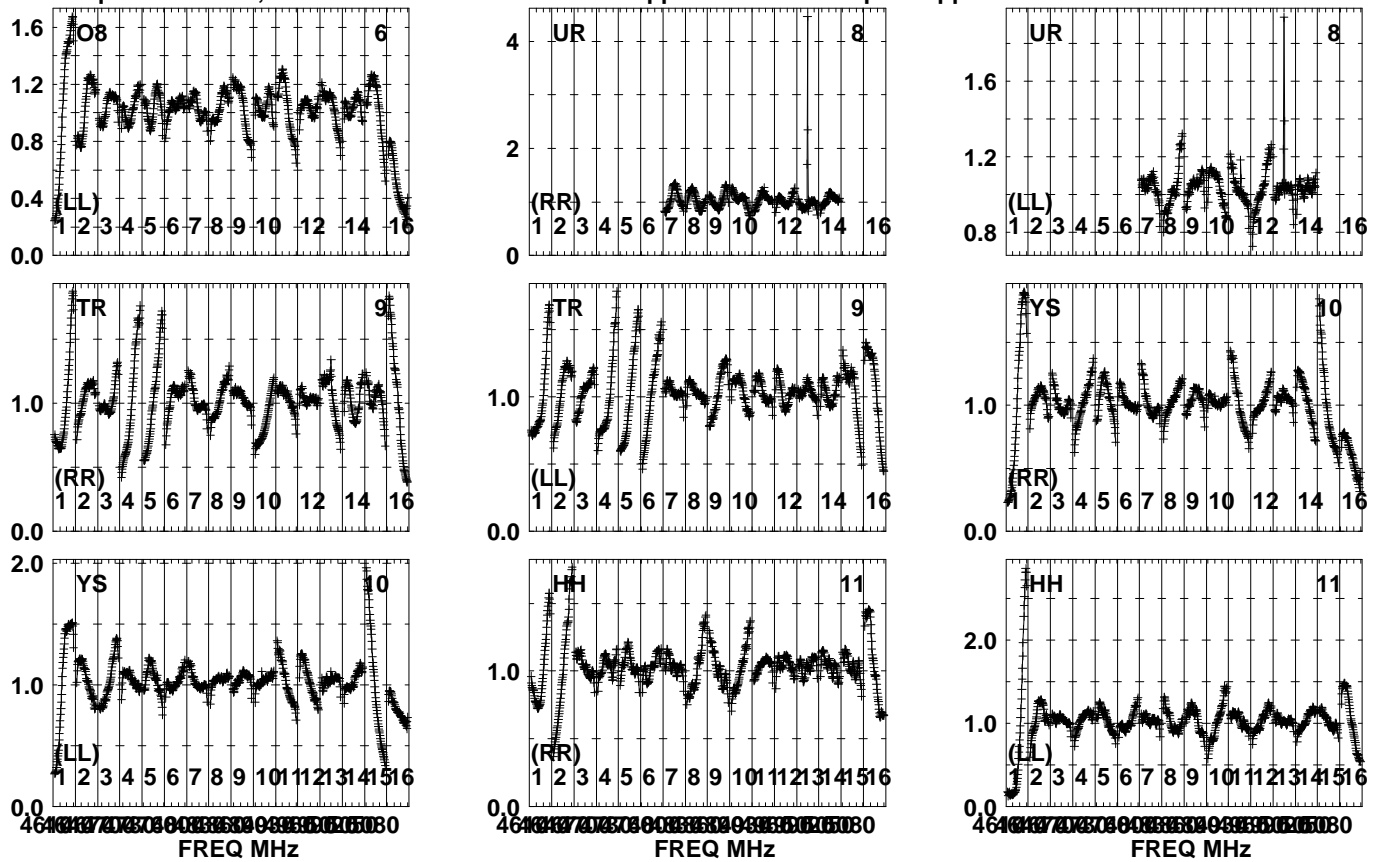 1.6 O8 6
1.2
0.8
0.4 (LL)
1 2 3 4 5 6 7 8 9 10 12 14 16
0.0
UR 8
4
2
(RR)
1 2 3 4 5 6 7 8 9 10 12 14 16
0
UR 8
1.6
1.2
(LL)
0.8 1 2 3 4 5 6 7 8 9 10 12 14 16
TR 9
1.0
(RR)
1 2 3 4 5 6 7 8 9 10 12 14 16
0.0
TR 9
1.0
(LL)
1 2 3 4 5 6 7 8 9 10 12 14 16
0.0
YS 10
1.0
(RR)
1 2 3 4 5 6 7 8 9 10 12 14 16
0.0
2.0 YS 10
1.0
(LL)
1 2 3 4 5 6 7 8 9 10 11 12 13 14 15 16
0.0
FREQ MHz
HH 11
1.0
(RR)
1 2 3 4 5 6 7 8 9 10 11 12 13 14 15 16
0.0
FREQ MHz
HH 11
2.0
1.0
(LL)
1 2 3 4 5 6 7 8 9 10 11 12 13 14 15 16
0.0
FREQ MHz